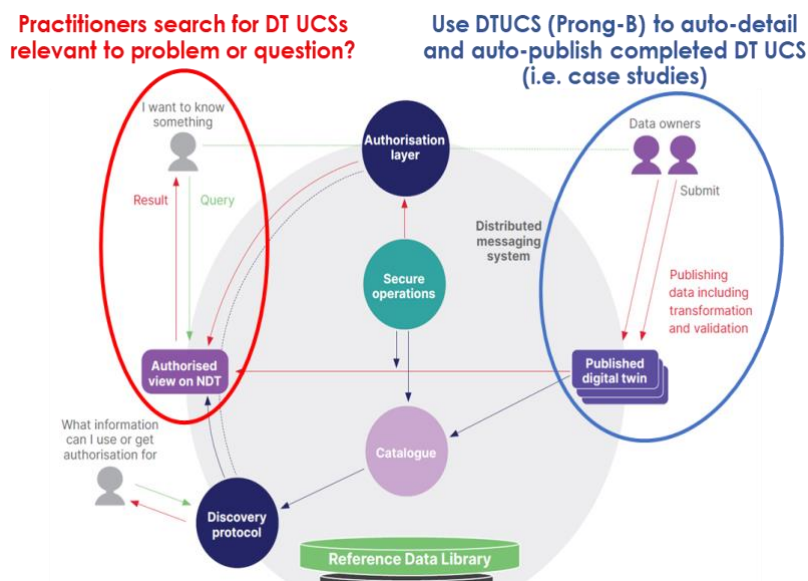 Practitioners search for DT UCSs
relevant to problem or question?
Use DTUCS (Prong-B) to auto-detail
and auto-publish completed DT UCS
(i.e. case studies)
I want to know
something
Result
Query
Authorisation
layer
Data owners
Submit
Distributed
messaging
system
Secure
operations
Publishing
data including
transformation
and validation
Authorised
view on NDT
Published
digital twin
What information
can I use or get
authorisation for
Catalogue
Discovery
protocol
Reference Data Library